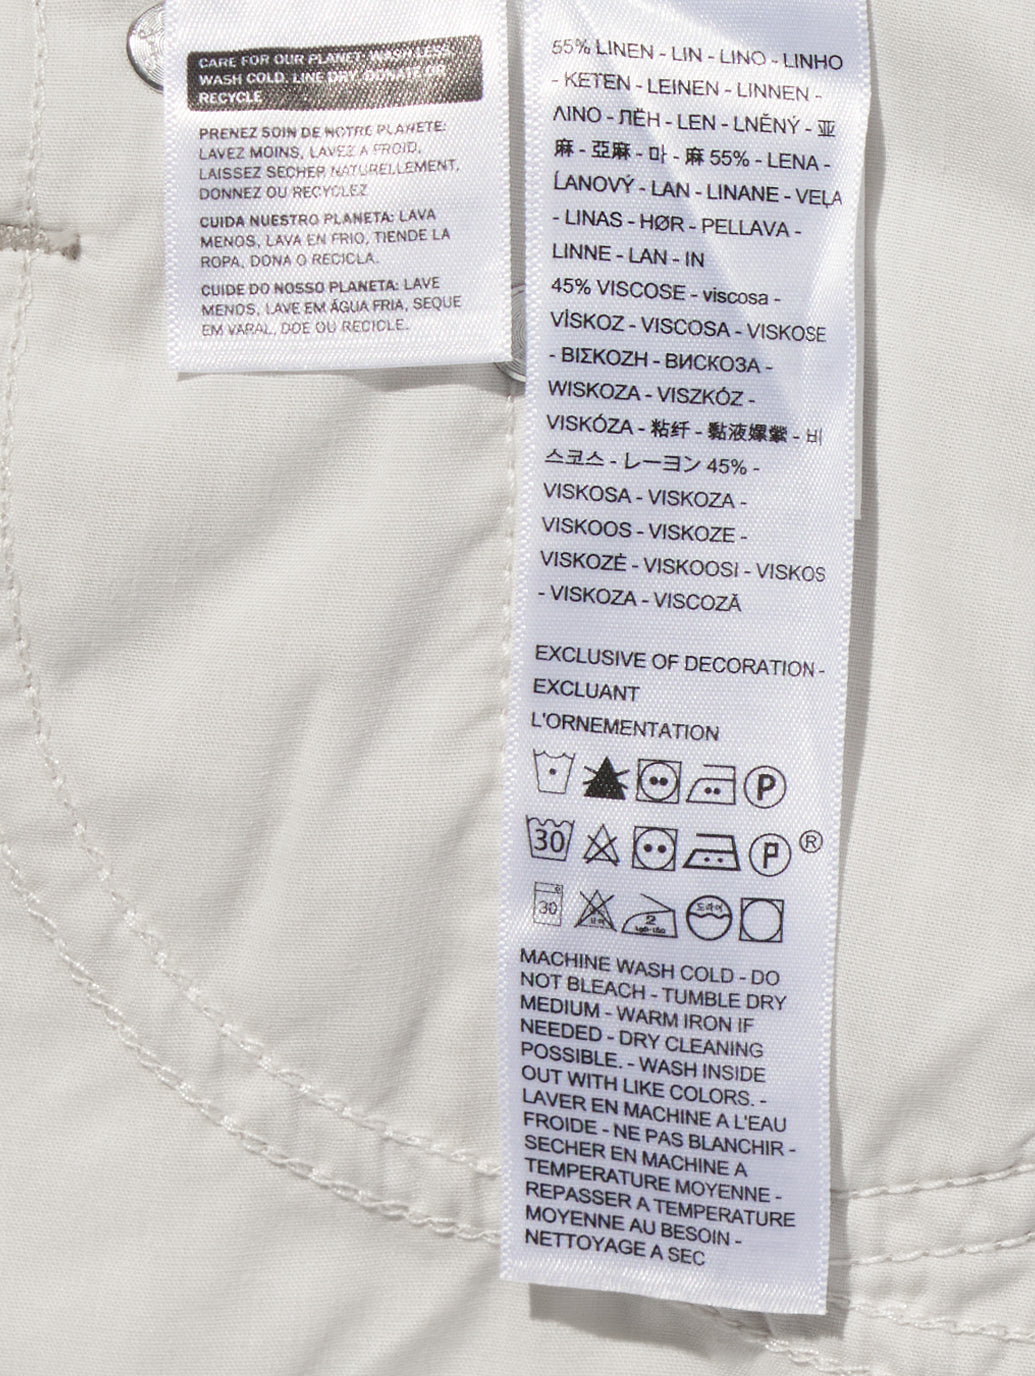 CARE FOR OUR PLANET: WASH LESS,
WASH COLD, LINE DRY, DONATE OR
RECYCLE
PRENEZ SOIN DE NOTRE PLANÈTE:
LAVEZ MOINS, LAVEZ A FROID,
LAISSEZ SECHER NATURELLEMENT,
DONNEZ OU RECYCLEZ
CUIDA NUESTRO PLANETA: LAVA
MENOS, LAVA EN FRIO, TIENDE LA
ROPA, DONA O RECICLA.
CUIDE DO NOSSO PLANETA: LAVE
MENOS, LAVE EM ÁGUA FRIA, SEQUE
EM VARAL, DOE OU RECICLE.
55% LINEN - LIN - LINO - LINHO
- KETEN - LEINEN - LINNEN -
ΛΙΝΟ - ЛЁН - LEN - LNĚNÝ - 亚
麻 - 亞麻 - 마 - 麻 55% - LENA -
ĽANOVÝ - LAN - LINANE - VEĻA
- LINAS - HØR - PELLAVA -
LINNE - LAN - IN
45% VISCOSE - viscosa -
VİSKOZ - VISCOSA - VISKOSE
- ΒΙΣΚΟΖΗ - ВИСКОЗА -
WISKOZA - VISZKÓZ -
VISKÓZA - 粘纤 - 黏液嫘縈 - 비
스코스 - レーヨン 45% -
VISKOSA - VISKOZA -
VISKOOS - VISKOZE -
VISKOZĖ - VISKOOSI - VISKOS
- VISKOZA - VISCOZĂ
EXCLUSIVE OF DECORATION -
EXCLUANT
L'ORNEMENTATION
P
30 P ®
30 2 드라이
MACHINE WASH COLD - DO
NOT BLEACH - TUMBLE DRY
MEDIUM - WARM IRON IF
NEEDED - DRY CLEANING
POSSIBLE. - WASH INSIDE
OUT WITH LIKE COLORS. -
LAVER EN MACHINE A L'EAU
FROIDE - NE PAS BLANCHIR -
SECHER EN MACHINE A
TEMPERATURE MOYENNE -
REPASSER A TEMPERATURE
MOYENNE AU BESOIN -
NETTOYAGE A SEC